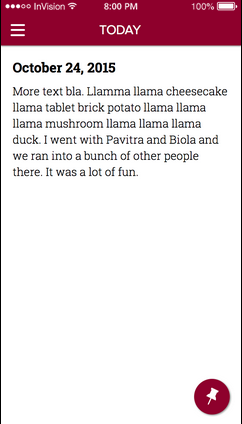 InVision 8:00 PM 100%
TODAY
October 24, 2015
More text bla. Llamma llama cheesecake
llama tablet brick potato llama llama
llama mushroom llama llama llama
duck. I went with Pavitra and Biola and
we ran into a bunch of other people
there. It was a lot of fun.